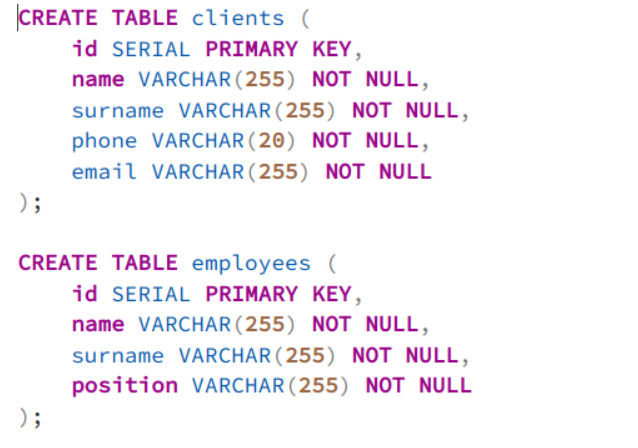 CREATE TABLE clients (
    id SERIAL PRIMARY KEY,
    name VARCHAR(255) NOT NULL,
    surname VARCHAR(255) NOT NULL,
    phone VARCHAR(20) NOT NULL,
    email VARCHAR(255) NOT NULL
);

CREATE TABLE employees (
    id SERIAL PRIMARY KEY,
    name VARCHAR(255) NOT NULL,
    surname VARCHAR(255) NOT NULL,
    position VARCHAR(255) NOT NULL
);